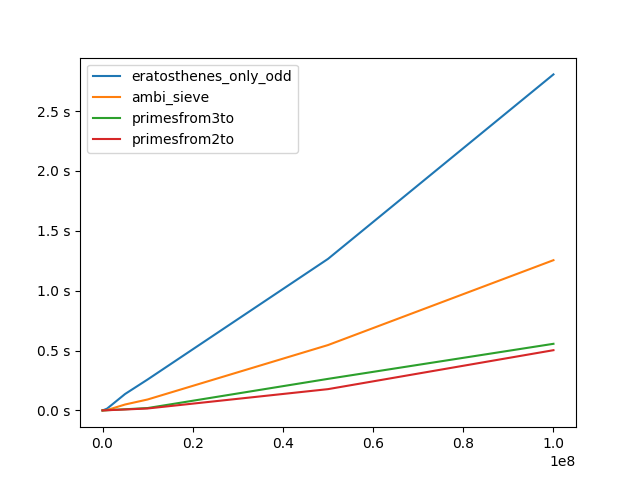 eratosthenes_only_odd
ambi_sieve
primesfrom3to
primesfrom2to
2.5 s
2.0 s
1.5 s
1.0 s
0.5 s
0.0 s
0.0 0.2 0.4 0.6 0.8 1.0
1e8